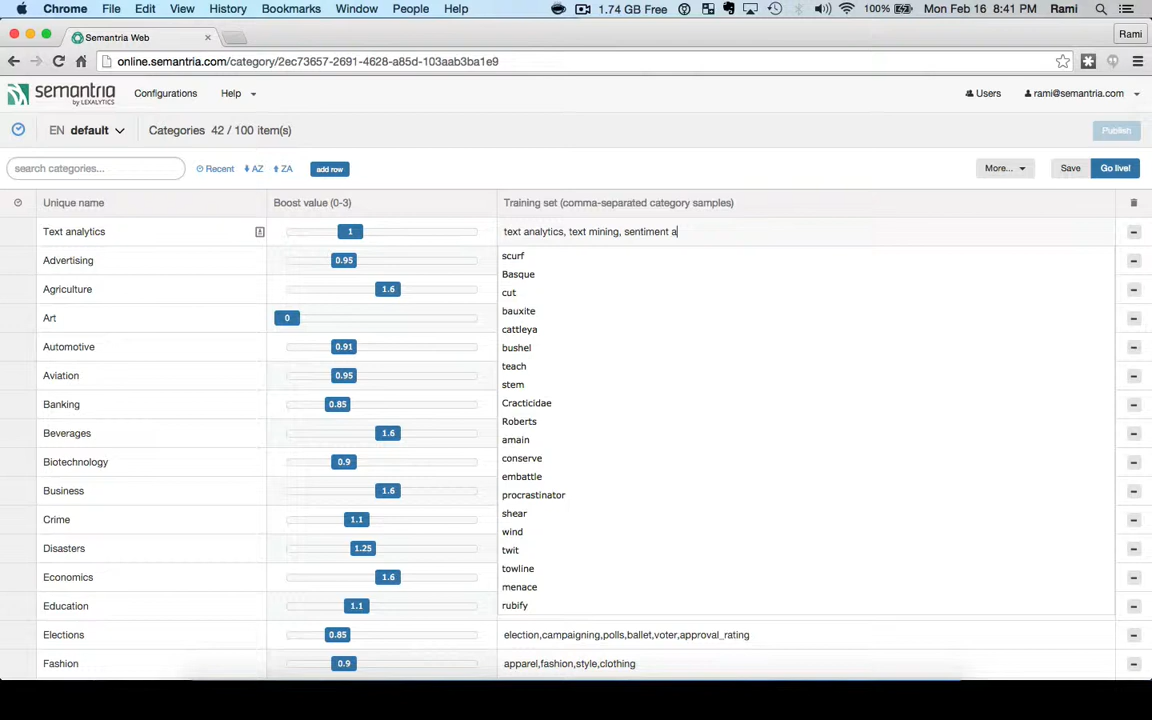 Chrome File Edit View History Bookmarks Window People Help 1.74 GB Free 100% Mon Feb 16 8:41 PM Rami
Semantria Web Rami
online.semantria.com/category/2ec73657-2691-4628-a85d-103aab3ba1e9
semantria Configurations Help Users rami@semantria.com
by LEXALYTICS
EN default Categories 42 / 100 item(s) Publish
search categories... Recent AZ ZA add row More... Save Go live!
Unique name Boost value (0-3) Training set (comma-separated category samples)
Text analytics 1 text analytics, text mining, sentiment a
Advertising 0.95 scurf
Basque
Agriculture 1.6 cut
Art 0 bauxite
cattleya
Automotive 0.91 bushel
teach
Aviation 0.95 stem
Banking 0.85 Cracticidae
Roberts
Beverages 1.6 amain
Biotechnology 0.9 conserve
embattle
Business 1.6 procrastinator
Crime 1.1 shear
wind
Disasters 1.25 twit
Economics 1.6 towline
menace
Education 1.1 rubify
Elections 0.85 election,campaigning,polls,ballet,voter,approval_rating
Fashion 0.9 apparel,fashion,style,clothing